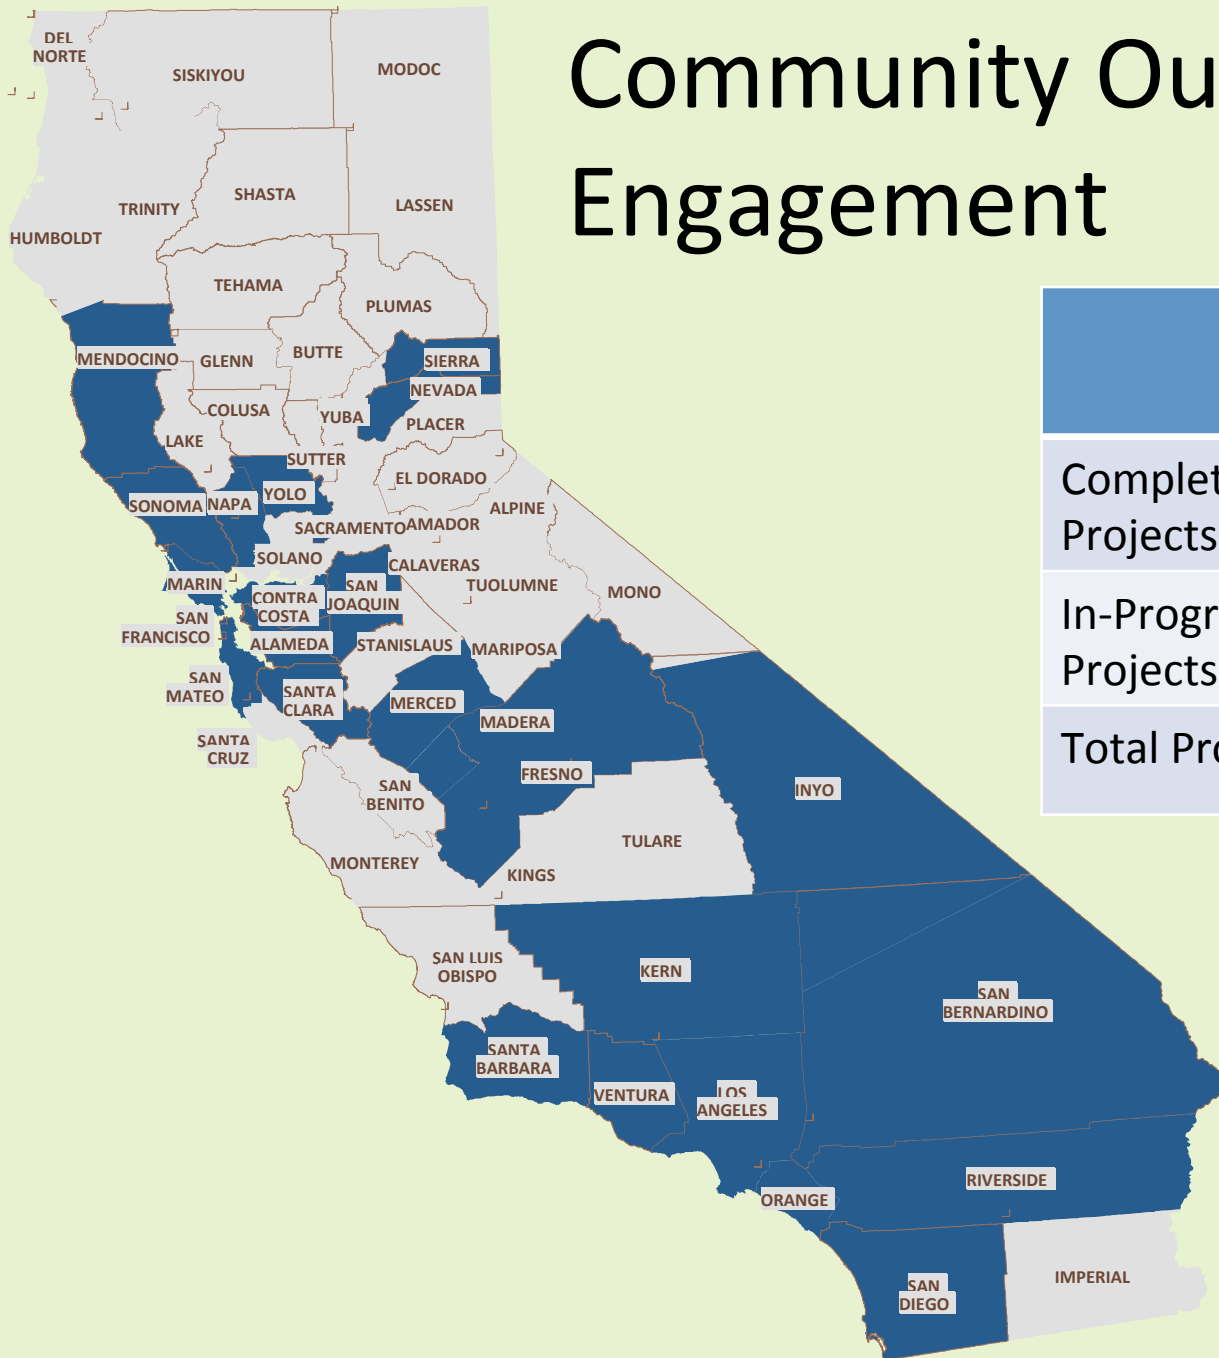 Community Ou
Engagement
Complet
Projects
In-Progr
Projects
Total Pro
DEL
NORTE
SISKIYOU
MODOC
SHASTA
TRINITY
LASSEN
HUMBOLDT
TEHAMA
PLUMAS
MENDOCINO
GLENN
BUTTE
SIERRA
NEVADA
COLUSA
YUBA
PLACER
LAKE
SUTTER
EL DORADO
YOLO
SONOMA
NAPA
ALPINE
SACRAMENTO
AMADOR
SOLANO
CALAVERAS
MARIN
TUOLUMNE
MONO
CONTRA
COSTA
SAN
JOAQUIN
SAN
FRANCISCO
ALAMEDA
STANISLAUS
MARIPOSA
SAN
MATEO
SANTA
CLARA
MERCED
MADERA
SANTA
CRUZ
FRESNO
INYO
SAN
BENITO
TULARE
MONTEREY
KINGS
SAN LUIS
OBISPO
KERN
SAN
BERNARDINO
SANTA
BARBARA
VENTURA
LOS
ANGELES
RIVERSIDE
ORANGE
IMPERIAL
SAN
DIEGO